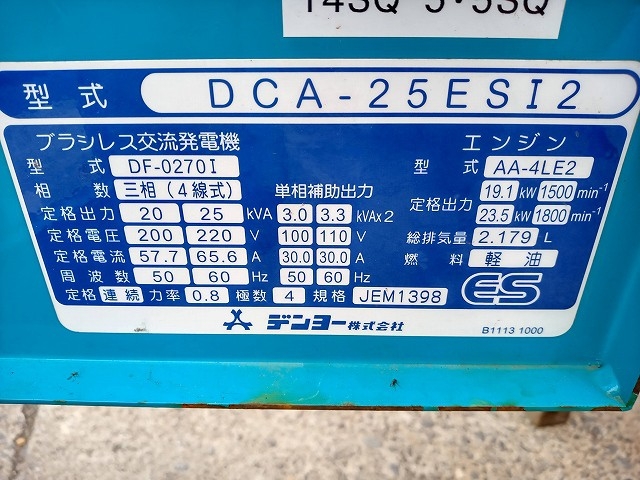 14SQ 5・5SQ
型式 DCA-25ESI2
ブラシレス交流発電機 エンジン
型式 DF-0270I 型式 AA-4LE2
相数 三相(4線式) 単相補助出力 定格出力 19.1 kW 1500 min⁻¹
定格出力 20 25 kVA 3.0 3.3 kVA×2 23.5 kW 1800 min⁻¹
定格電圧 200 220 V 100 110 V 総排気量 2.179 L
定格電流 57.7 65.6 A 30.0 30.0 A 燃料 軽油
周波数 50 60 Hz 50 60 Hz
定格 連続 力率 0.8 極数 4 規格 JEM1398 ES
デンヨー株式会社 B1113 1000